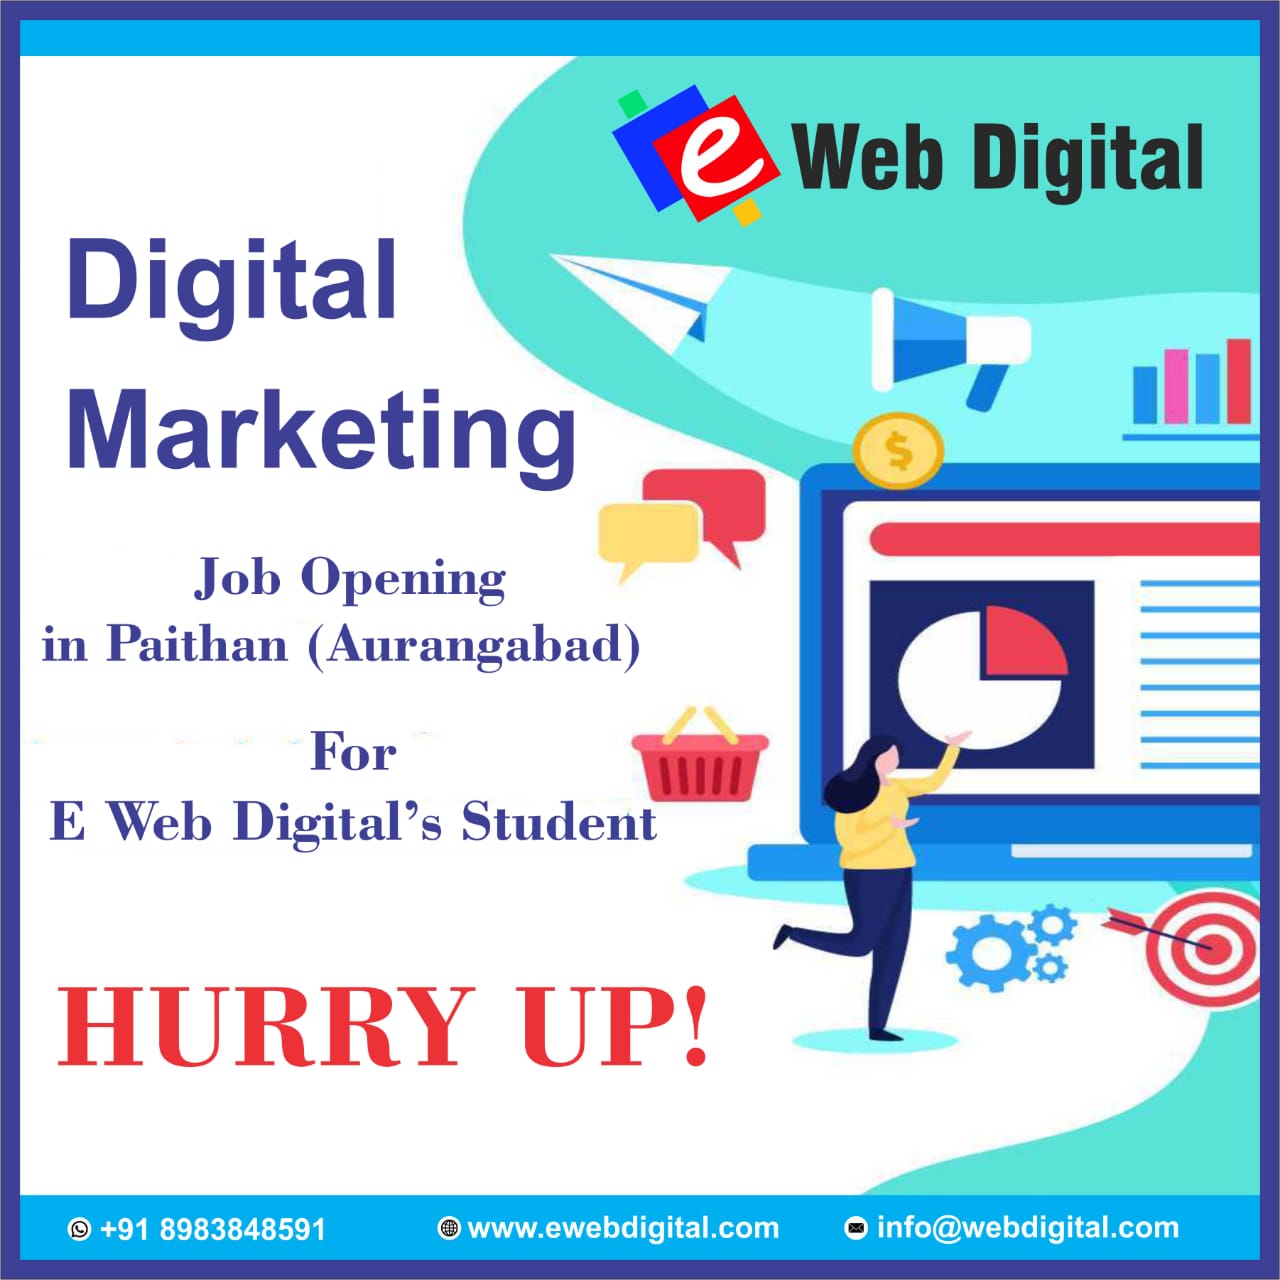 e Web Digital
Digital
Marketing
$
Job Opening
in Paithan (Aurangabad)
For
E Web Digital’s Student
HURRY UP!
+91 8983848591
www.ewebdigital.com
info@webdigital.com